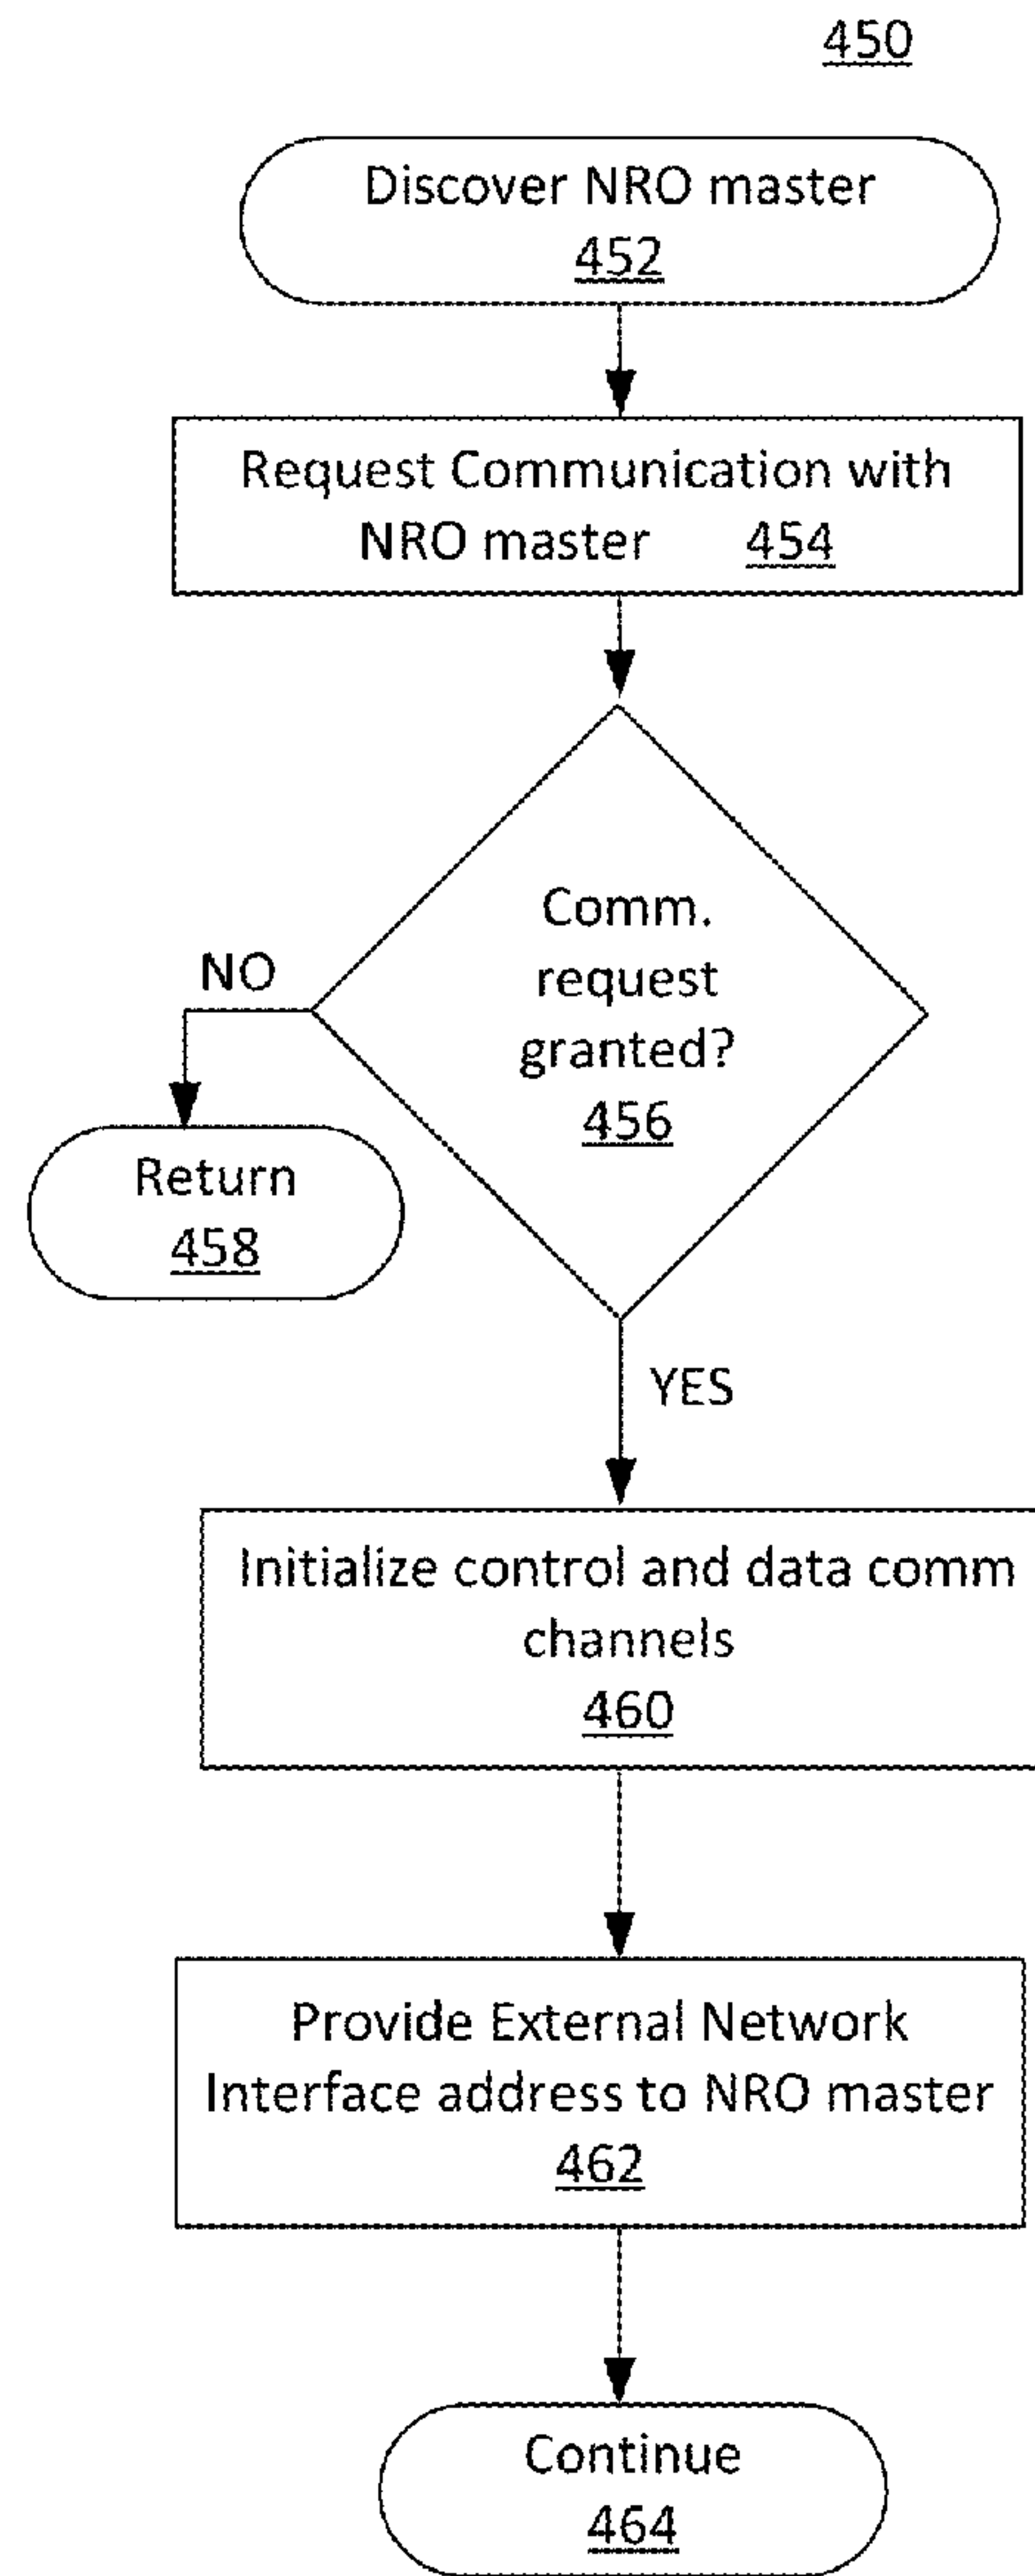 450
Discover NRO master
452
Request Communication with
NRO master 454
Comm.
request
granted?
456
NO
Return
458
YES
Initialize control and data comm
channels
460
Provide External Network
Interface address to NRO master
462
Continue
464